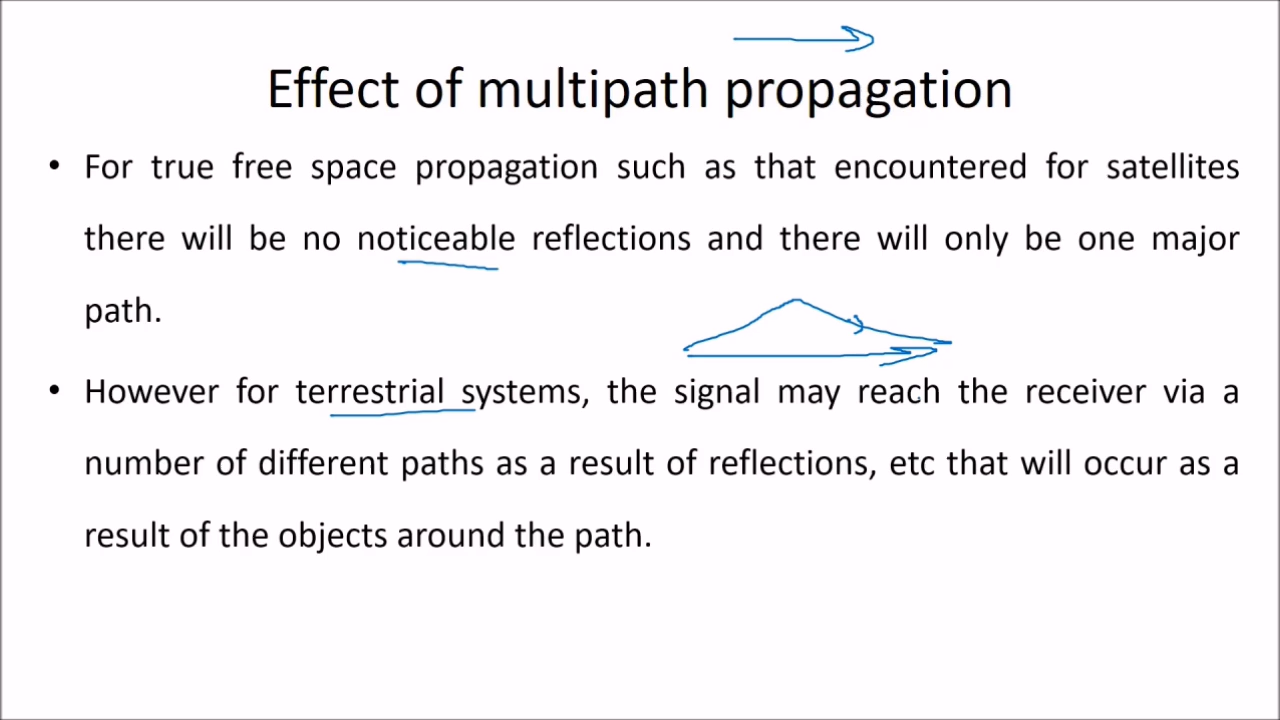 Effect of multipath propagation
• For true free space propagation such as that encountered for satellites
there will be no noticeable reflections and there will only be one major
path.
• However for terrestrial systems, the signal may reach the receiver via a
number of different paths as a result of reflections, etc that will occur as a
result of the objects around the path.